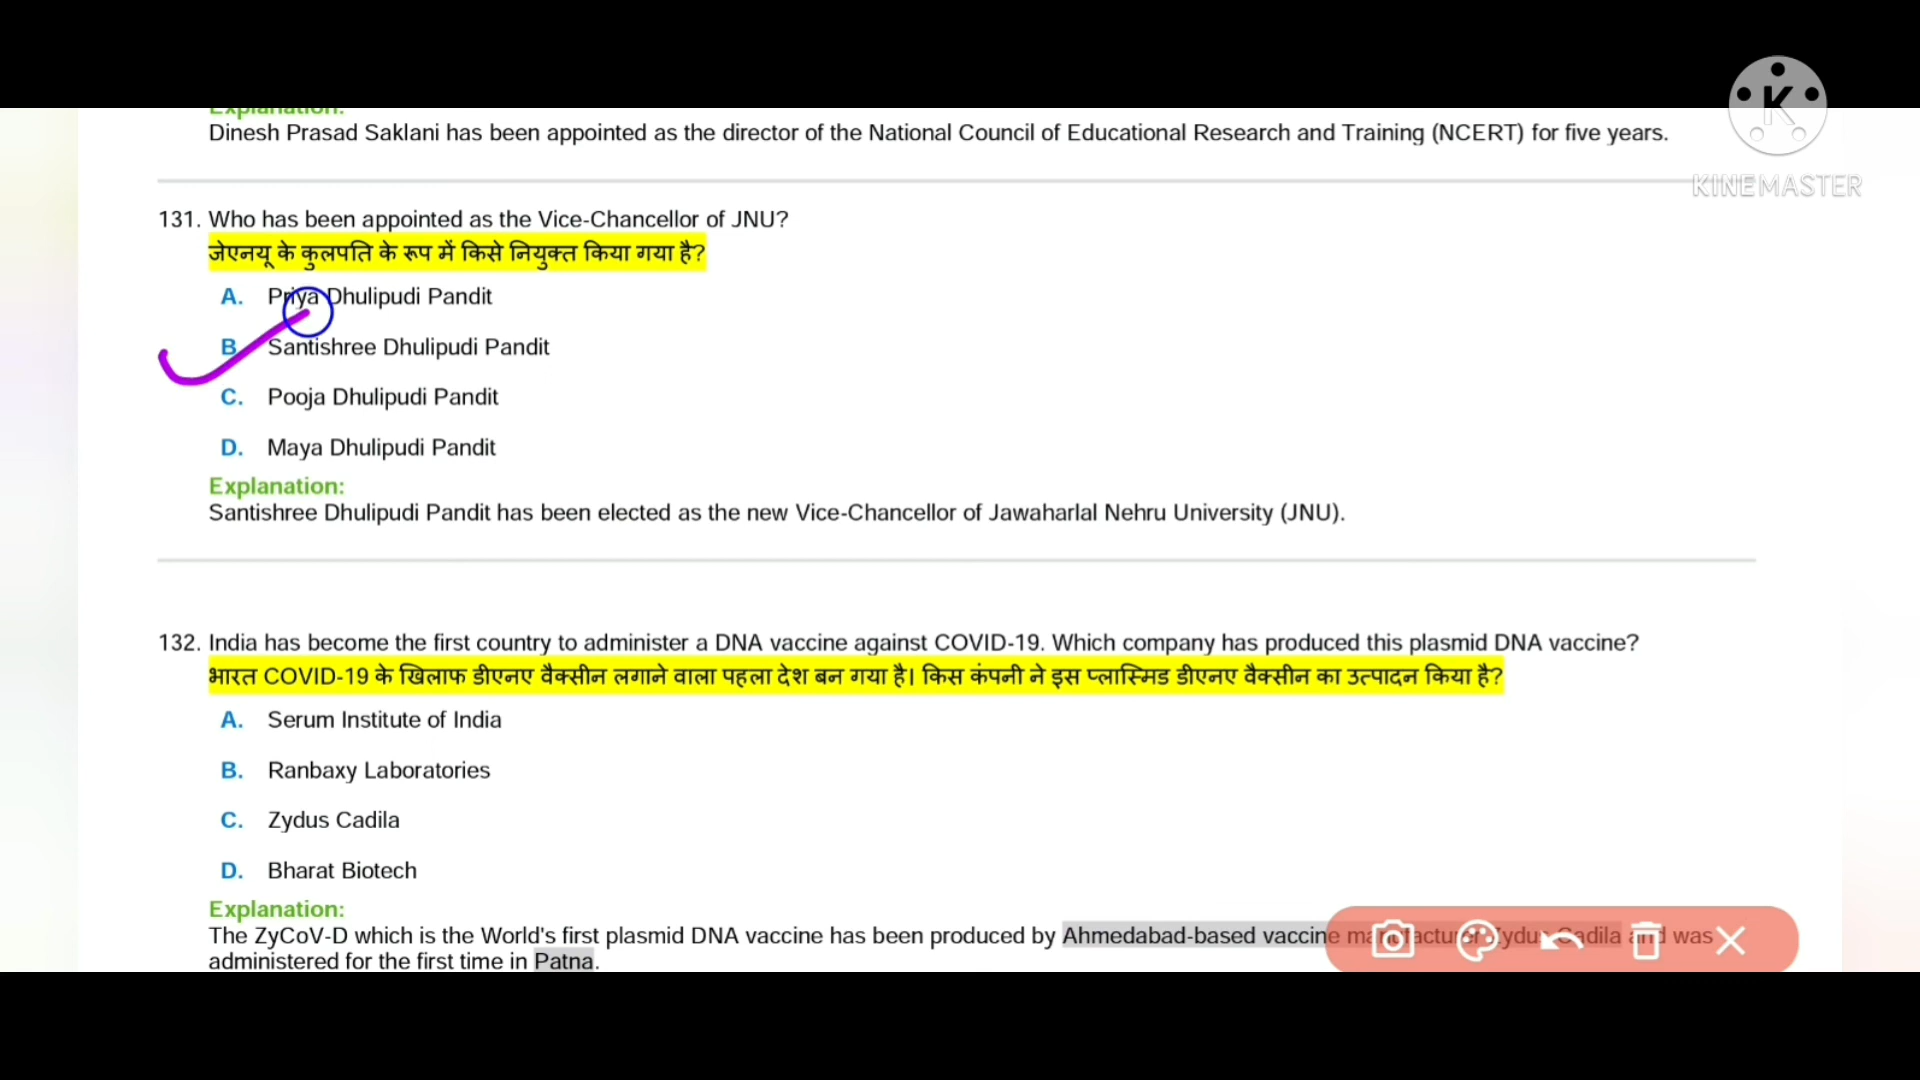 Explanation:
Dinesh Prasad Saklani has been appointed as the director of the National Council of Educational Research and Training (NCERT) for five years.
KINEMASTER
131. Who has been appointed as the Vice-Chancellor of JNU?
जेएनयू के कुलपति के रूप में किसे नियुक्त किया गया है?
A. Priya Dhulipudi Pandit
B. Santishree Dhulipudi Pandit
C. Pooja Dhulipudi Pandit
D. Maya Dhulipudi Pandit
Explanation:
Santishree Dhulipudi Pandit has been elected as the new Vice-Chancellor of Jawaharlal Nehru University (JNU).
132. India has become the first country to administer a DNA vaccine against COVID-19. Which company has produced this plasmid DNA vaccine?
भारत COVID-19 के खिलाफ डीएनए वैक्सीन लगाने वाला पहला देश बन गया है। किस कंपनी ने इस प्लास्मिड डीएनए वैक्सीन का उत्पादन किया है?
A. Serum Institute of India
B. Ranbaxy Laboratories
C. Zydus Cadila
D. Bharat Biotech
Explanation:
The ZyCoV-D which is the World's first plasmid DNA vaccine has been produced by Ahmedabad-based vaccine manufacturer Zydus Cadila and was
administered for the first time in Patna.